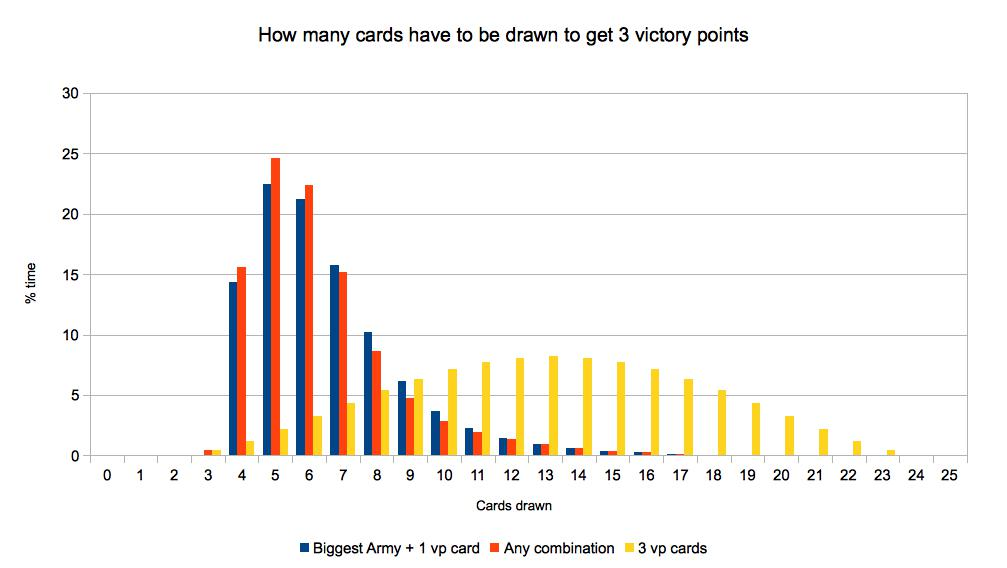 How many cards have to be drawn to get 3 victory points
30
25
20
15
10
5
0
% time
0 1 2 3 4 5 6 7 8 9 10 11 12 13 14 15 16 17 18 19 20 21 22 23 24 25
Cards drawn
Biggest Army + 1 vp card Any combination 3 vp cards